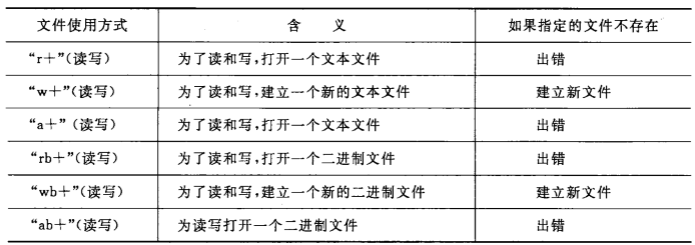 文件使用方式 含 义 如果指定的文件不存在
“r+”(读写) 为了读和写,打开一个文本文件 出错
“w+”(读写) 为了读和写,建立一个新的文本文件 建立新文件
“a+”(读写) 为了读和写,打开一个文本文件 出错
“rb+”(读写) 为了读和写,打开一个二进制文件 出错
“wb+”(读写) 为了读和写,建立一个新的二进制文件 建立新文件
“ab+”(读写) 为读写打开一个二进制文件 出错